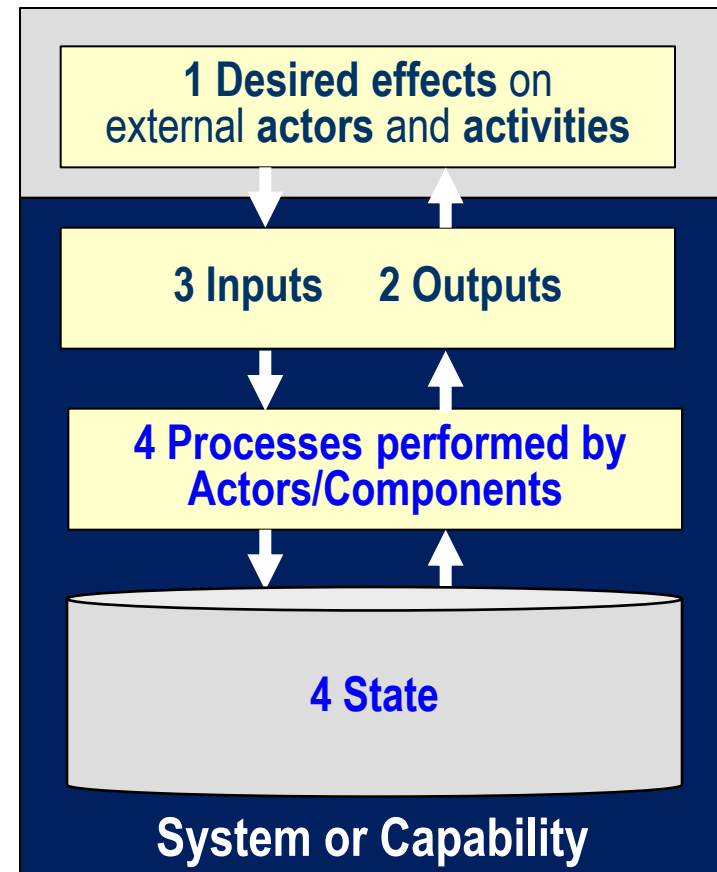 1 Desired effects on
external actors and activities
3 Inputs 2 Outputs
4 Processes performed by
Actors/Components
4 State
System or Capability